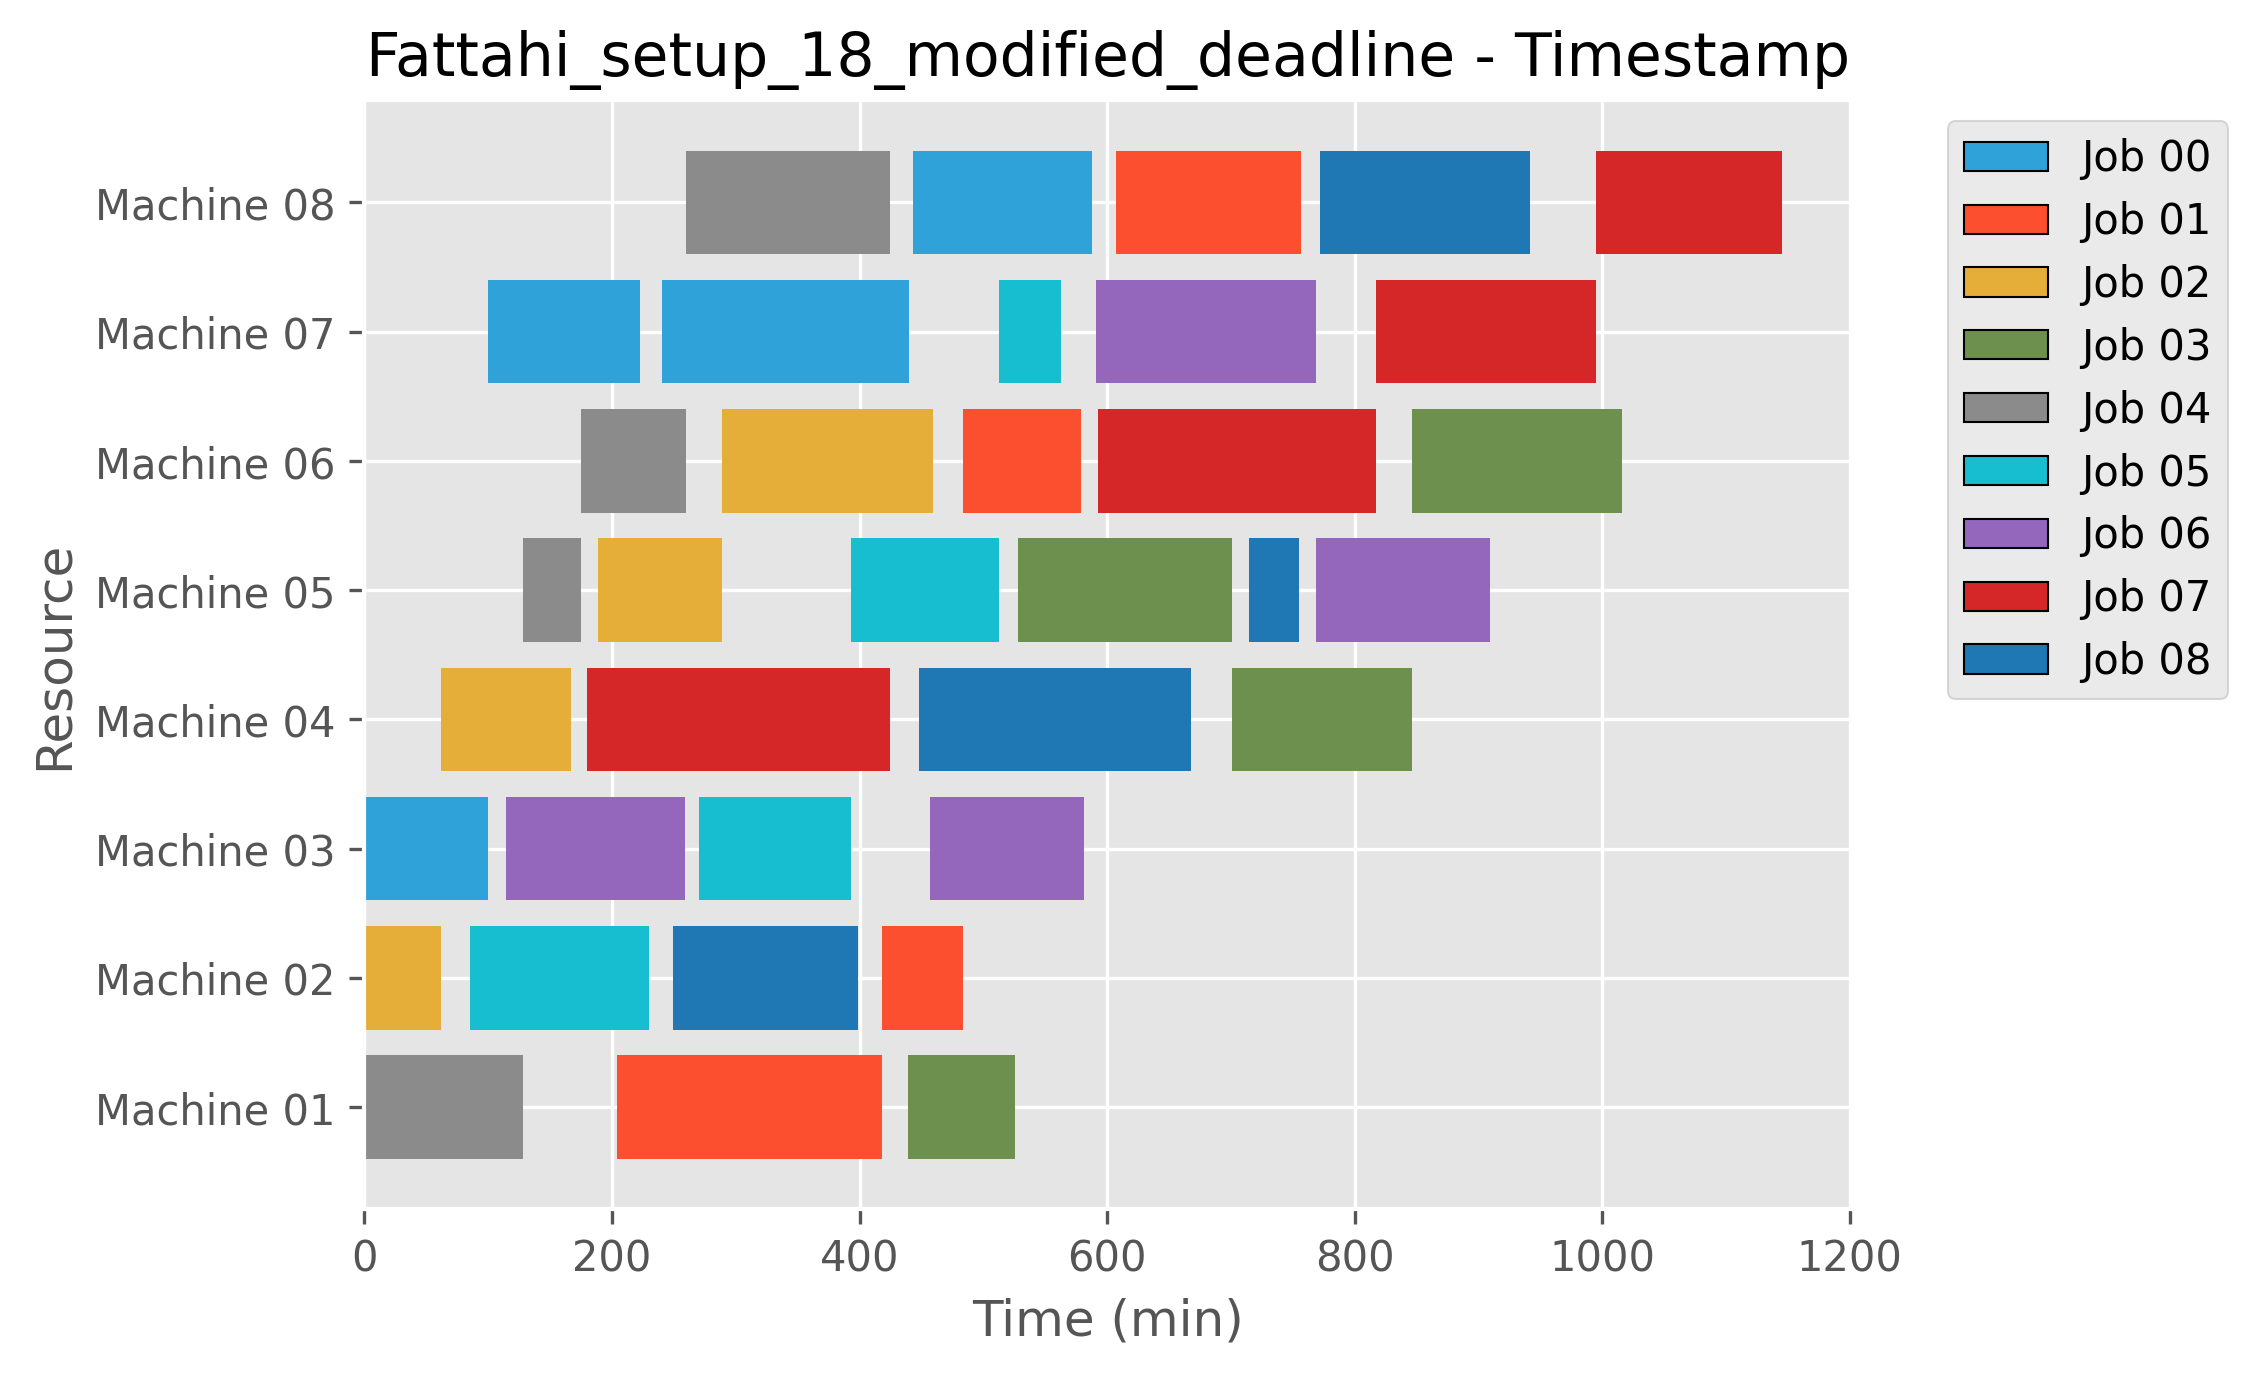 Fattahi_setup_18_modified_deadline - Timestamp
Machine 08
Machine 07
Machine 06
Machine 05
Machine 04
Machine 03
Machine 02
Machine 01
Resource
0 200 400 600 800 1000 1200
Time (min)
Job 00
Job 01
Job 02
Job 03
Job 04
Job 05
Job 06
Job 07
Job 08